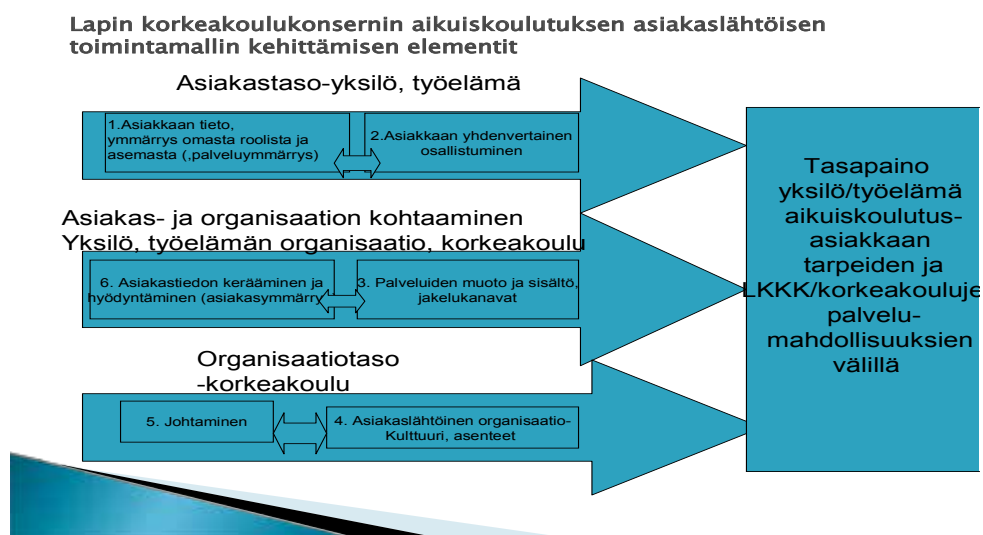 Lapin korkeakoulukonsernin aikuiskoulutuksen asiakaslähtöisen
toimintamallin kehittämisen elementit
Asiakastaso-yksilö, työelämä
1.Asiakkaan tieto,
ymmärrys omasta roolista ja
asemasta (,palveluymmärrys)
2.Asiakkaan yhdenvertainen
osallistuminen
Asiakas- ja organisaation kohtaaminen
Yksilö, työelämän organisaatio, korkeakoulu
6. Asiakastiedon kerääminen ja
hyödyntäminen (asiakasymmärry
3. Palveluiden muoto ja sisältö,
jakelukanavat
Organisaatiotaso
-korkeakoulu
5. Johtaminen
4. Asiakaslähtöinen organisaatio-
Kulttuuri, asenteet
Tasapaino
yksilö/työelämä
aikuiskoulutus-
asiakkaan
tarpeiden ja
LKKK/korkeakouluje
palvelu-
mahdollisuuksien
välillä